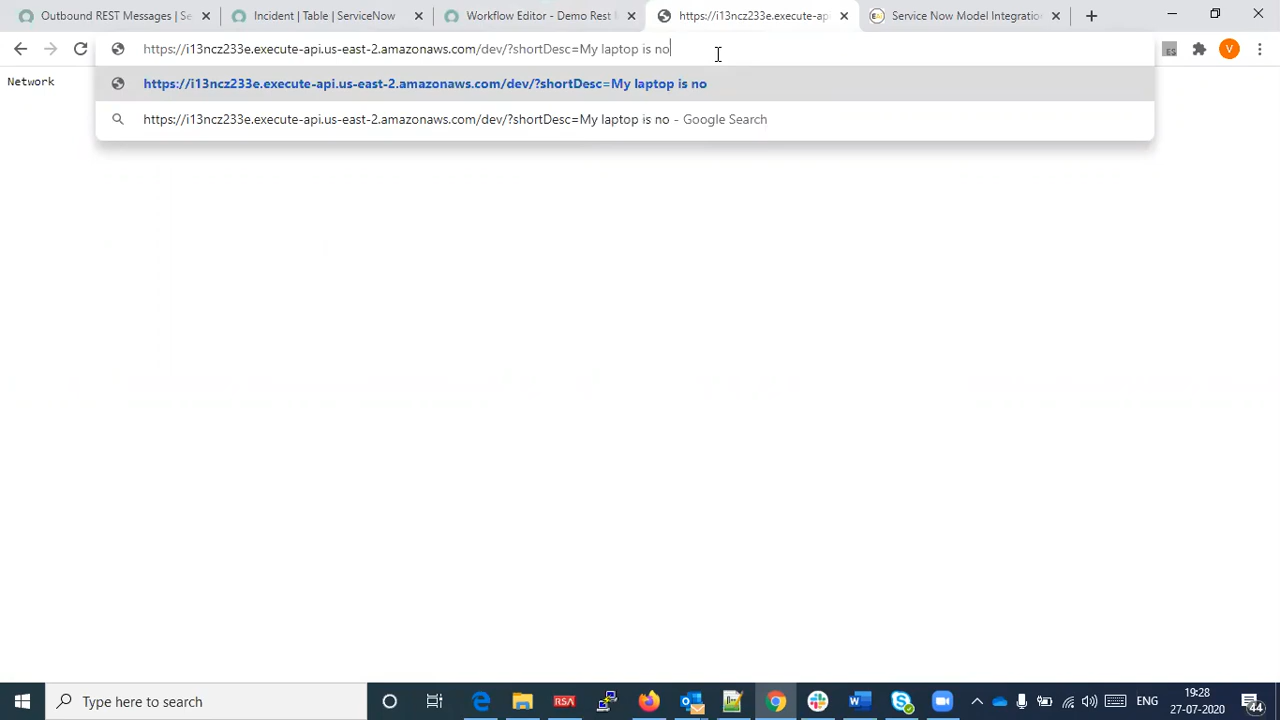 Outbound REST Messages | Se
Incident | Table | ServiceNow
Workflow Editor - Demo Rest M
https://i13ncz233e.execute-api
Service Now Model Integration
https://i13ncz233e.execute-api.us-east-2.amazonaws.com/dev/?shortDesc=My laptop is no
ES
V
Network
https://i13ncz233e.execute-api.us-east-2.amazonaws.com/dev/?shortDesc=My laptop is no
https://i13ncz233e.execute-api.us-east-2.amazonaws.com/dev/?shortDesc=My laptop is no - Google Search
Type here to search
RSA
ENG
19:28
27-07-2020
44